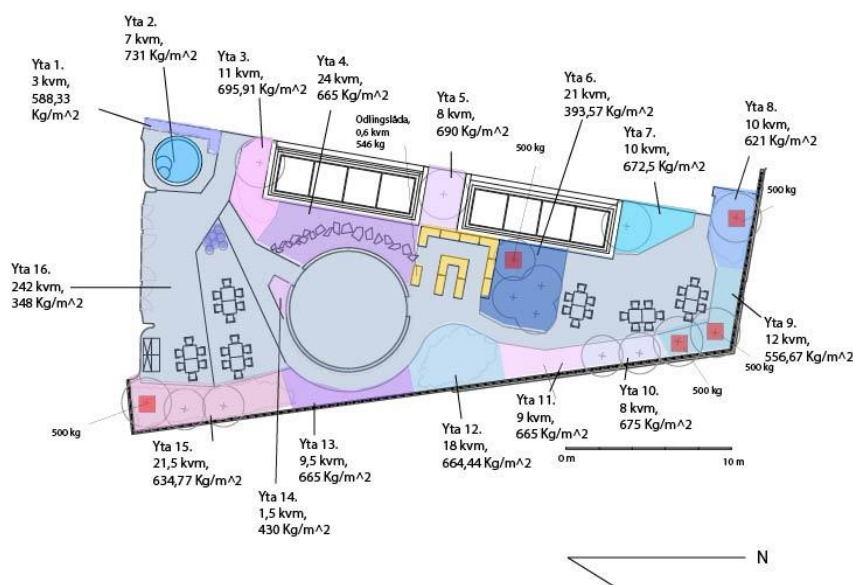 Yta 1.
3 kvm,
588,33
Kg/m^2
Yta 2.
7 kvm,
731 Kg/m^2
Yta 3.
11 kvm,
695,91 Kg/m^2
Yta 4.
24 kvm,
665 Kg/m^2
Odlingslåda,
0,6 kvm
546 kg
Yta 5.
8 kvm,
690 Kg/m^2
500 kg
Yta 6.
21 kvm,
393,57 Kg/m^2
Yta 7.
10 kvm,
672,5 Kg/m^2
Yta 8.
10 kvm,
621 Kg/m^2
500 kg
Yta 16.
242 kvm,
348 Kg/m^2
Yta 9.
12 kvm,
556,67 Kg/m^2
500 kg
500 kg
500 kg
Yta 15.
21,5 kvm,
634,77 Kg/m^2
Yta 14.
1,5 kvm,
430 Kg/m^2
Yta 13.
9,5 kvm,
665 Kg/m^2
Yta 12.
18 kvm,
664,44 Kg/m^2
Yta 11.
9 kvm,
665 Kg/m^2
Yta 10.
8 kvm,
675 Kg/m^2
0 m
10 m
N